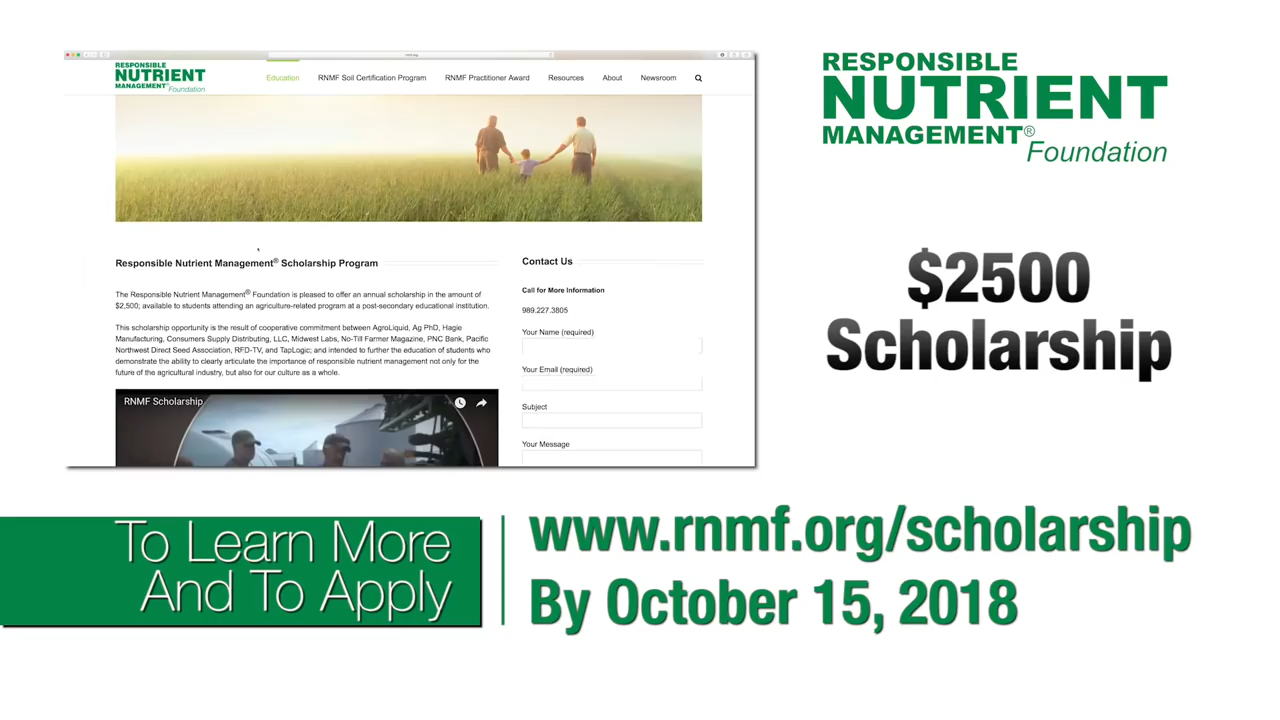 RESPONSIBLE
NUTRIENT
MANAGEMENT®
Foundation
Education
RNMF Soil Certification Program
RNMF Practitioner Award
Resources
About
Newsroom
Responsible Nutrient Management® Scholarship Program
The Responsible Nutrient Management® Foundation is pleased to offer an annual scholarship in the amount of
$2,500; available to students attending an agriculture-related program at a post-secondary educational institution.
This scholarship opportunity is the result of cooperative commitment between AgroLiquid, Ag PhD, Hagie
Manufacturing, Consumers Supply Distributing, LLC, Midwest Labs, No-Till Farmer Magazine, PNC Bank, Pacific
Northwest Direct Seed Association, RFD-TV, and TapLogic; and intended to further the education of students who
demonstrate the ability to clearly articulate the importance of responsible nutrient management not only for the
future of the agricultural industry, but also for our culture as a whole.
RNMF Scholarship
Contact Us
Call for More Information
989.227.3805
Your Name (required)
Your Email (required)
Subject
Your Message
RESPONSIBLE
NUTRIENT
MANAGEMENT®
Foundation
$2500
Scholarship
To Learn More
And To Apply
www.rnmf.org/scholarship
By October 15, 2018